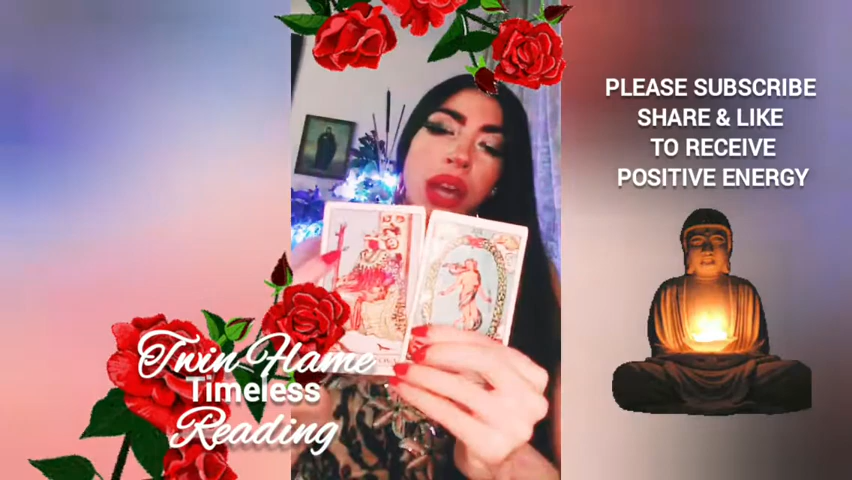 PLEASE SUBSCRIBE
SHARE & LIKE
TO RECEIVE
POSITIVE ENERGY
Twin Flame
Timeless
Reading